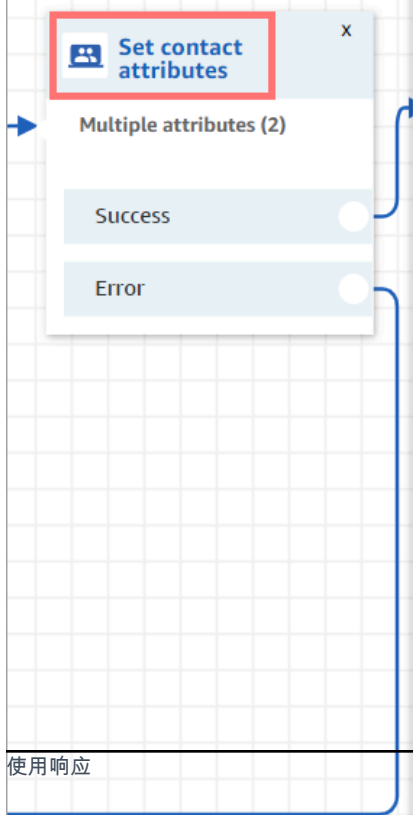 Set contact
attributes
x
Multiple attributes (2)
Success
Error
使用响应